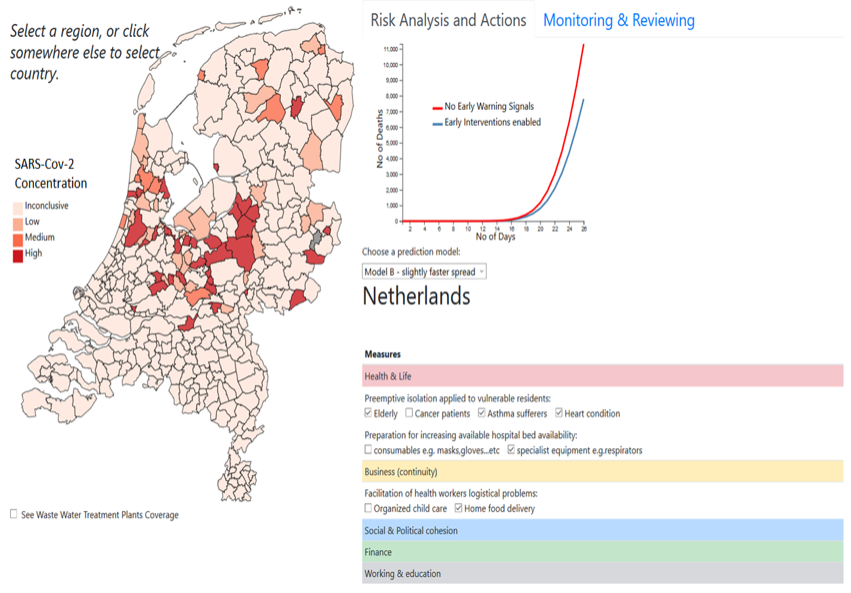 Select a region, or click
somewhere else to select
country.
SARS-Cov-2
Concentration
Inconclusive
Low
Medium
High
See Waste Water Treatment Plants Coverage
Risk Analysis and Actions
Monitoring & Reviewing
11,000
10,000
9,000
8,000
7,000
6,000
5,000
4,000
3,000
2,000
1,000
0
No of Deaths
No Early Warning Signals
Early Interventions enabled
2 4 6 8 10 12 14 16 18 20 22 24 26 28
No of Days
Choose a prediction model:
Model B - slightly faster spread
Netherlands
Measures
Health & Life
Preemptive isolation applied to vulnerable residents:
Elderly Cancer patients Asthma sufferers Heart condition
Preparation for increasing available hospital bed availability:
consumables e.g. masks,gloves...etc specialist equipment e.g.respirators
Business (continuity)
Facilitation of health workers logistical problems:
Organized child care Home food delivery
Social & Political cohesion
Finance
Working & education